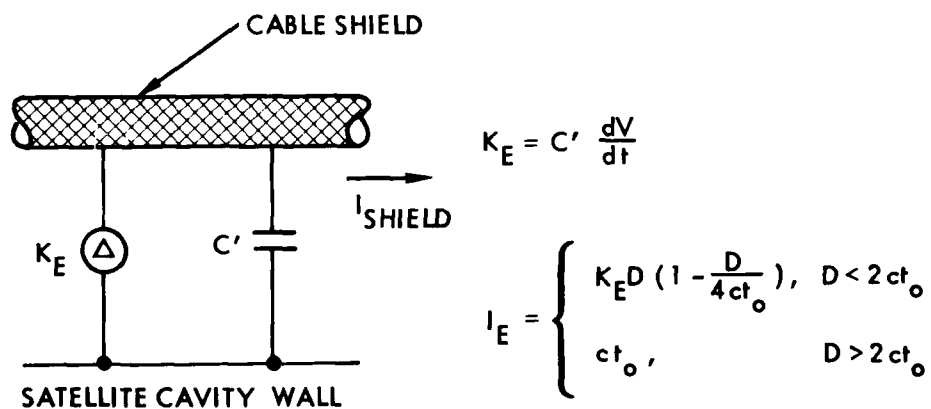 CABLE SHIELD
K_E = C' dV/dt
I_SHIELD
K_E
C'
I_E = { K_E D (1 - D/4ct_o), D < 2ct_o
ct_o, D > 2ct_o
SATELLITE CAVITY WALL